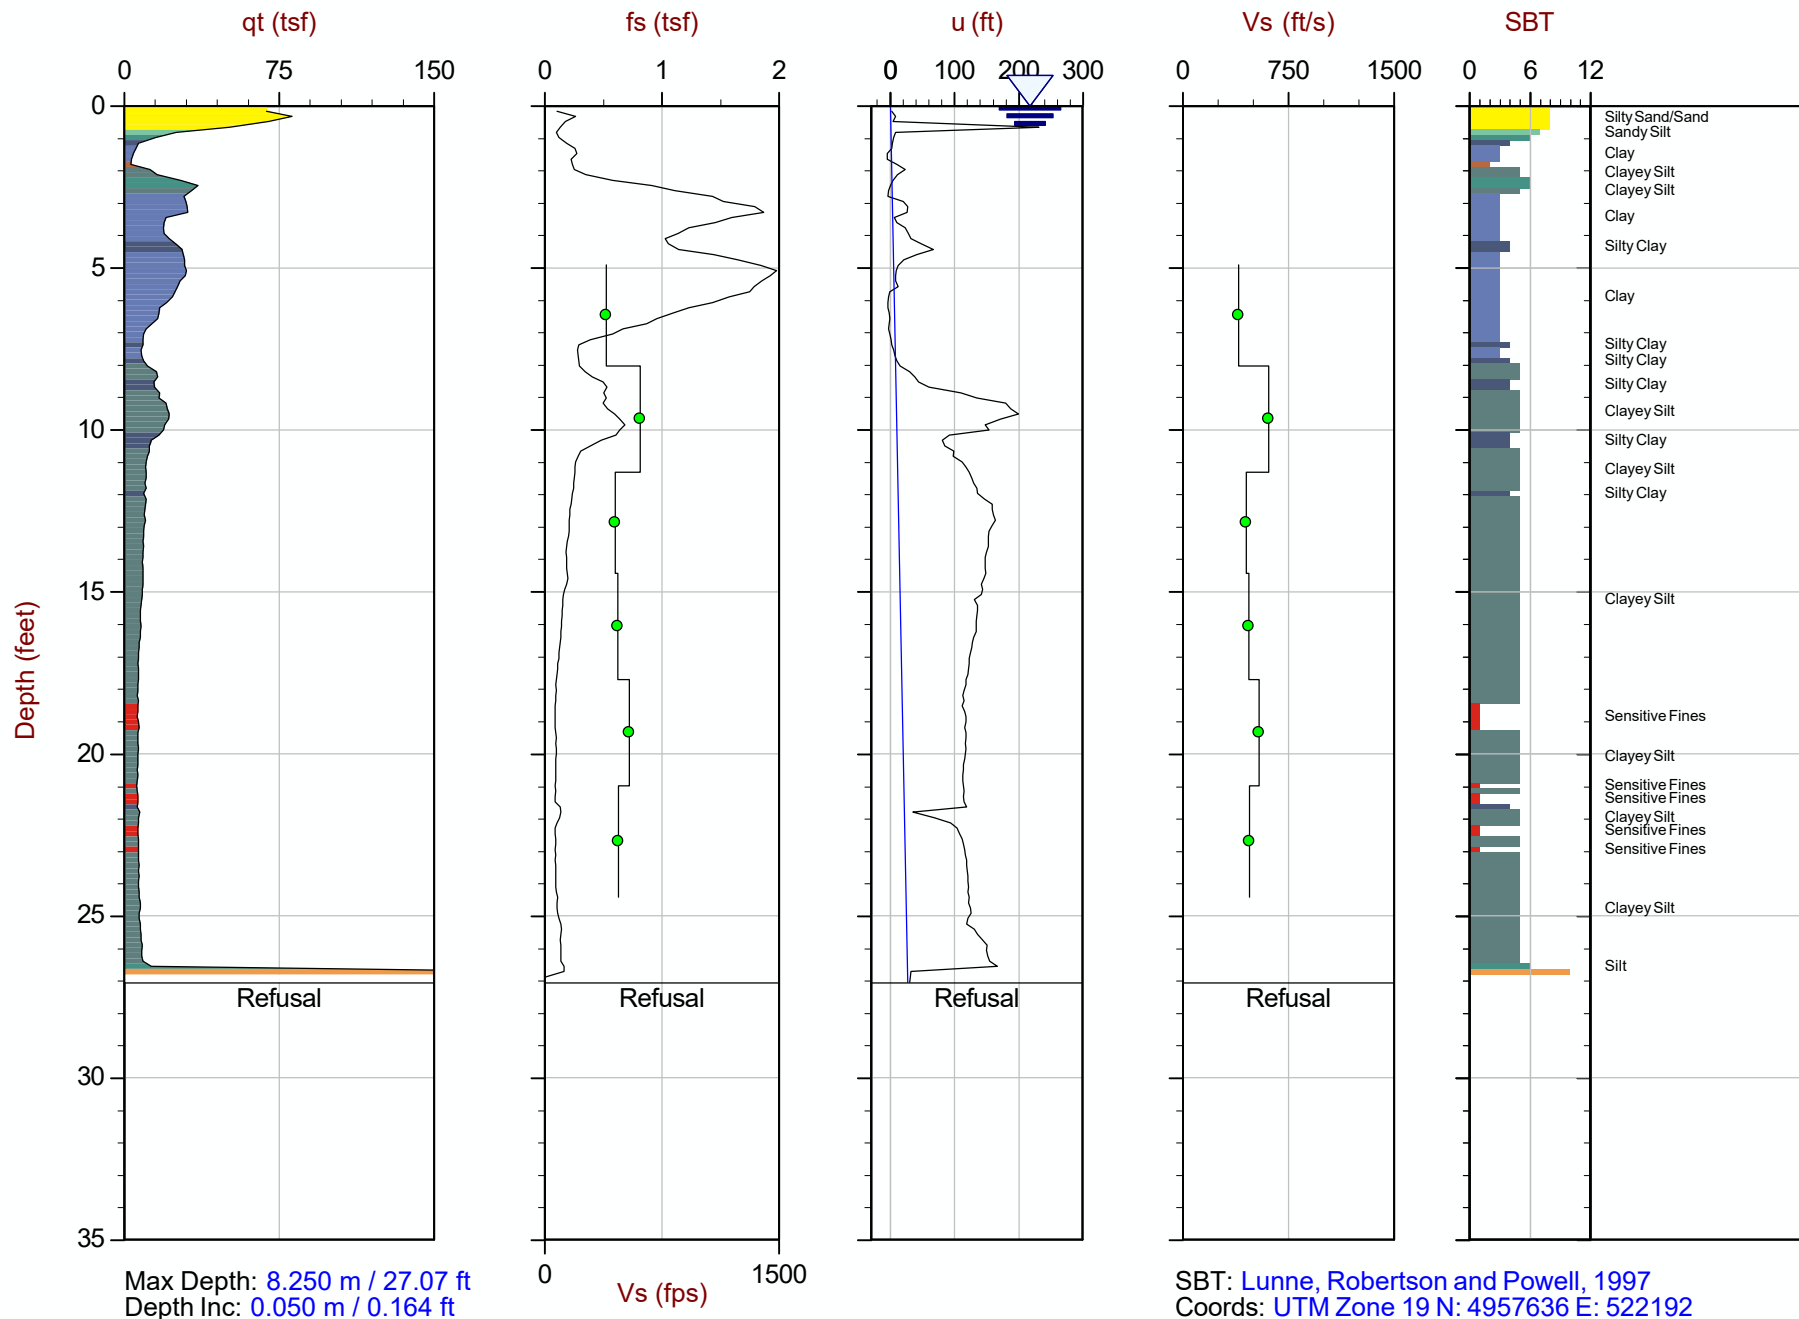 qt (tsf) fs (tsf) u (ft) Vs (ft/s) SBT
0 75 150 0 1 2 0 100 200 300 0 750 1500 0 6 12
0
Silty Sand/Sand
Sandy Silt
Clay
Clayey Silt
Clayey Silt
Clay
Silty Clay
5
Clay
Silty Clay
Silty Clay
Silty Clay
Clayey Silt
10
Silty Clay
Clayey Silt
Silty Clay
15
Clayey Silt
Depth (feet)
Sensitive Fines
20
Clayey Silt
Sensitive Fines
Sensitive Fines
Clayey Silt
Sensitive Fines
Sensitive Fines
25
Clayey Silt
Silt
Refusal Refusal Refusal Refusal
30
35
0 1500
Vs (fps)
Max Depth: 8.250 m / 27.07 ft
Depth Inc: 0.050 m / 0.164 ft
SBT: Lunne, Robertson and Powell, 1997
Coords: UTM Zone 19 N: 4957636 E: 522192